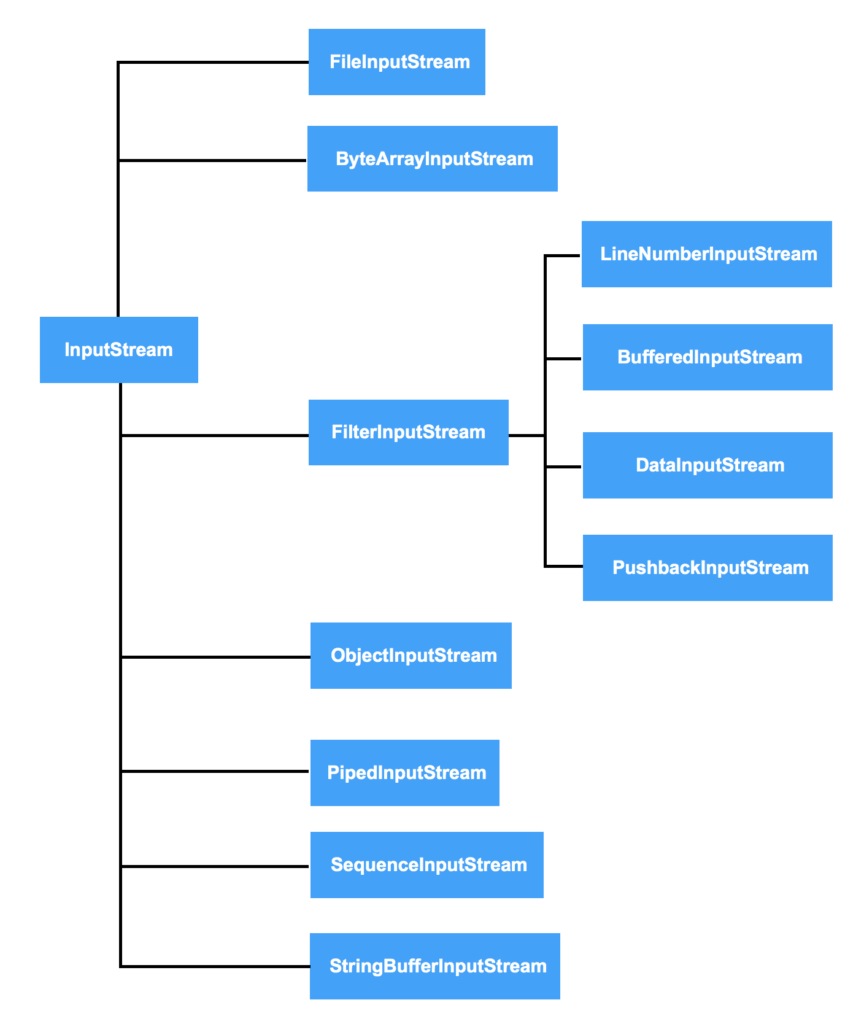 FileInputStream
ByteArrayInputStream
LineNumberInputStream
InputStream
BufferedInputStream
FilterInputStream
DataInputStream
PushbackInputStream
ObjectInputStream
PipedInputStream
SequenceInputStream
StringBufferInputStream